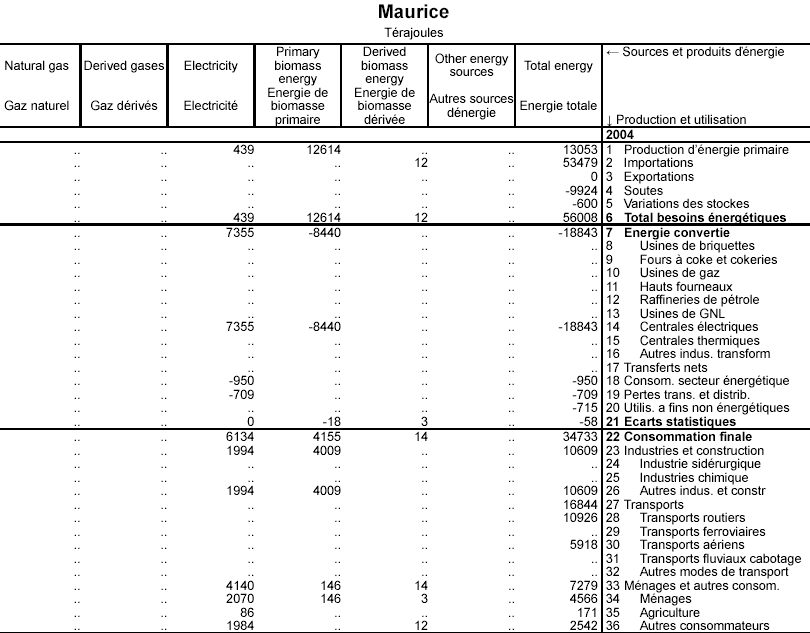 Maurice
Térajoules
Natural gas Derived gases Electricity Primary biomass energy Derived biomass energy Other energy sources Total energy ← Sources et produits d'énergie
Gaz naturel Gaz dérivés Electricité Energie de biomasse primaire Energie de biomasse dérivée Autres sources dénergie Energie totale ↓ Production et utilisation
2004
.. .. 439 12614 .. .. 13053 1 Production d'énergie primaire
.. .. .. .. 12 .. 53479 2 Importations
.. .. .. .. .. .. 0 3 Exportations
.. .. .. .. .. .. -9924 4 Soutes
.. .. .. .. .. .. -600 5 Variations des stockes
.. .. 439 12614 12 .. 56008 6 Total besoins énergétiques
.. .. 7355 -8440 .. .. -18843 7 Energie convertie
.. .. .. .. .. .. .. 8 Usines de briquettes
.. .. .. .. .. .. .. 9 Fours à coke et cokeries
.. .. .. .. .. .. .. 10 Usines de gaz
.. .. .. .. .. .. .. 11 Hauts fourneaux
.. .. .. .. .. .. .. 12 Raffineries de pétrole
.. .. .. .. .. .. .. 13 Usines de GNL
.. .. 7355 -8440 .. .. -18843 14 Centrales électriques
.. .. .. .. .. .. .. 15 Centrales thermiques
.. .. .. .. .. .. .. 16 Autres indus. transform
.. .. .. .. .. .. .. 17 Transferts nets
.. .. -950 .. .. .. -950 18 Consom. secteur énergétique
.. .. -709 .. .. .. -709 19 Pertes trans. et distrib.
.. .. .. .. .. .. -715 20 Utilis. a fins non énergétiques
.. .. 0 -18 3 .. -58 21 Ecarts statistiques
.. .. 6134 4155 14 .. 34733 22 Consommation finale
.. .. 1994 4009 .. .. 10609 23 Industries et construction
.. .. .. .. .. .. .. 24 Industrie sidérurgique
.. .. .. .. .. .. .. 25 Industries chimique
.. .. 1994 4009 .. .. 10609 26 Autres indus. et constr
.. .. .. .. .. .. 16844 27 Transports
.. .. .. .. .. .. 10926 28 Transports routiers
.. .. .. .. .. .. .. 29 Transports ferroviaires
.. .. .. .. .. .. 5918 30 Transports aériens
.. .. .. .. .. .. .. 31 Transports fluviaux cabotage
.. .. .. .. .. .. .. 32 Autres modes de transport
.. .. 4140 146 14 .. 7279 33 Ménages et autres consom.
.. .. 2070 146 3 .. 4566 34 Ménages
.. .. 86 .. .. .. 171 35 Agriculture
.. .. 1984 .. 12 .. 2542 36 Autres consommateurs